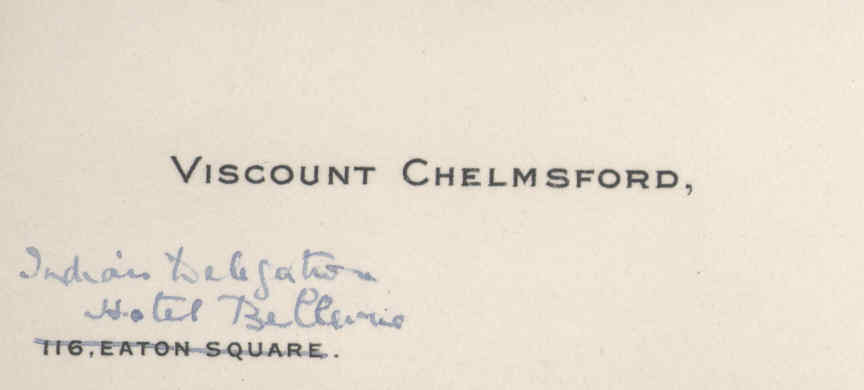 VISCOUNT CHELMSFORD,
Indian Delegation
Hotel Bellevue
116, EATON SQUARE.